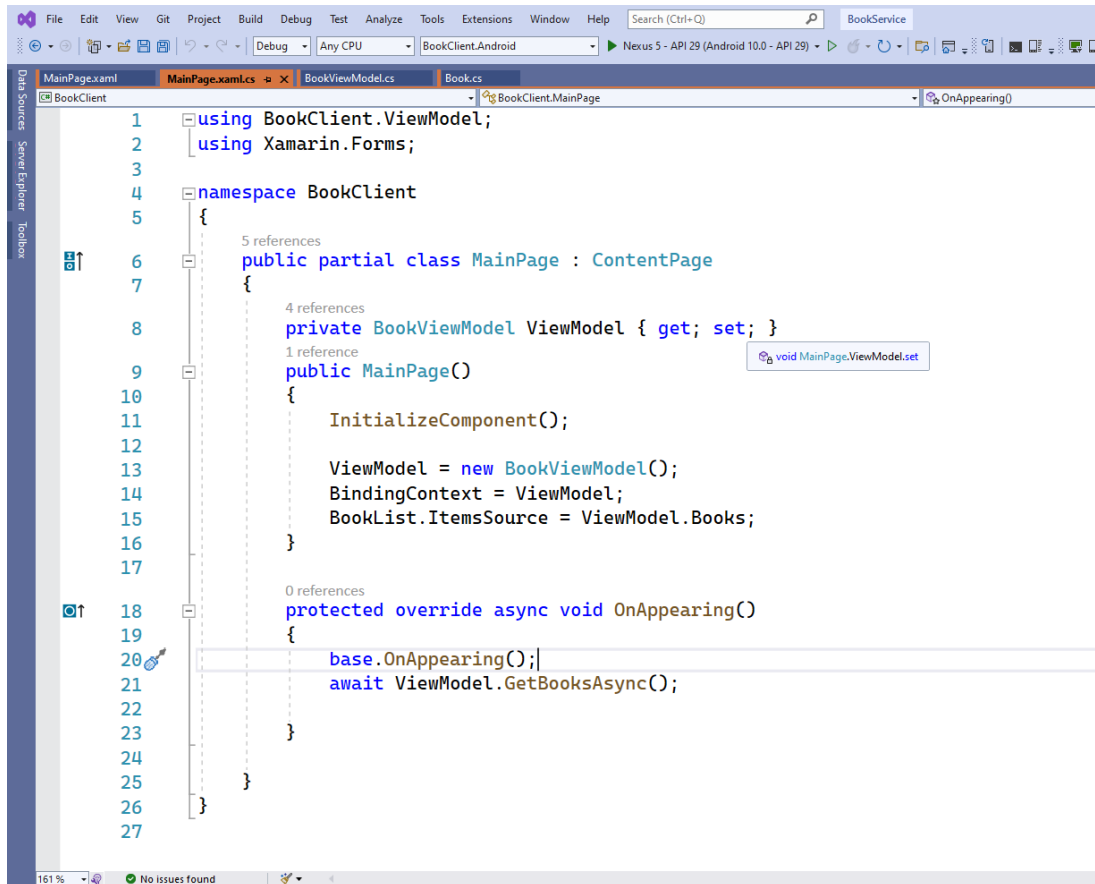 File Edit View Git Project Build Debug Test Analyze Tools Extensions Window Help Search (Ctrl+Q) BookService
Debug Any CPU BookClient.Android Nexus 5 - API 29 (Android 10.0 - API 29)
Data Sources
Server Explorer
Toolbox
MainPage.xaml MainPage.xaml.cs BookViewModel.cs Book.cs
BookClient BookClient.MainPage OnAppearing()
1 using BookClient.ViewModel;
2 using Xamarin.Forms;
3
4 namespace BookClient
5 {
5 references
6 public partial class MainPage : ContentPage
7 {
4 references
8 private BookViewModel ViewModel { get; set; }
void MainPage.ViewModel.set
1 reference
9 public MainPage()
10 {
11 InitializeComponent();
12
13 ViewModel = new BookViewModel();
14 BindingContext = ViewModel;
15 BookList.ItemsSource = ViewModel.Books;
16 }
17
0 references
18 protected override async void OnAppearing()
19 {
20 base.OnAppearing();
21 await ViewModel.GetBooksAsync();
22
23 }
24
25 }
26 }
27
161 % No issues found